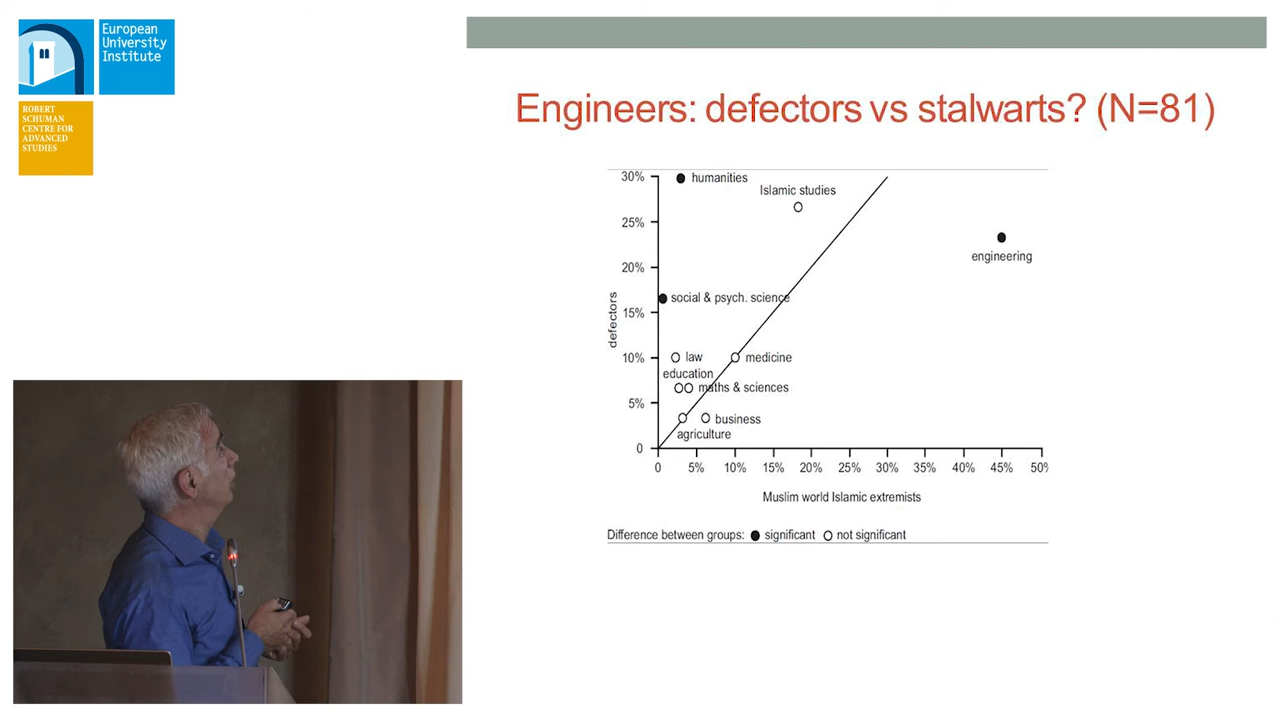 European
University
Institute
ROBERT
SCHUMAN
CENTRE FOR
ADVANCED
STUDIES
Engineers: defectors vs stalwarts? (N=81)
30%
25%
20%
15%
10%
5%
0
defectors
humanities
Islamic studies
engineering
social & psych. science
law
medicine
education
maths & sciences
business
agriculture
0 5% 10% 15% 20% 25% 30% 35% 40% 45% 50%
Muslim world Islamic extremists
Difference between groups: significant not significant